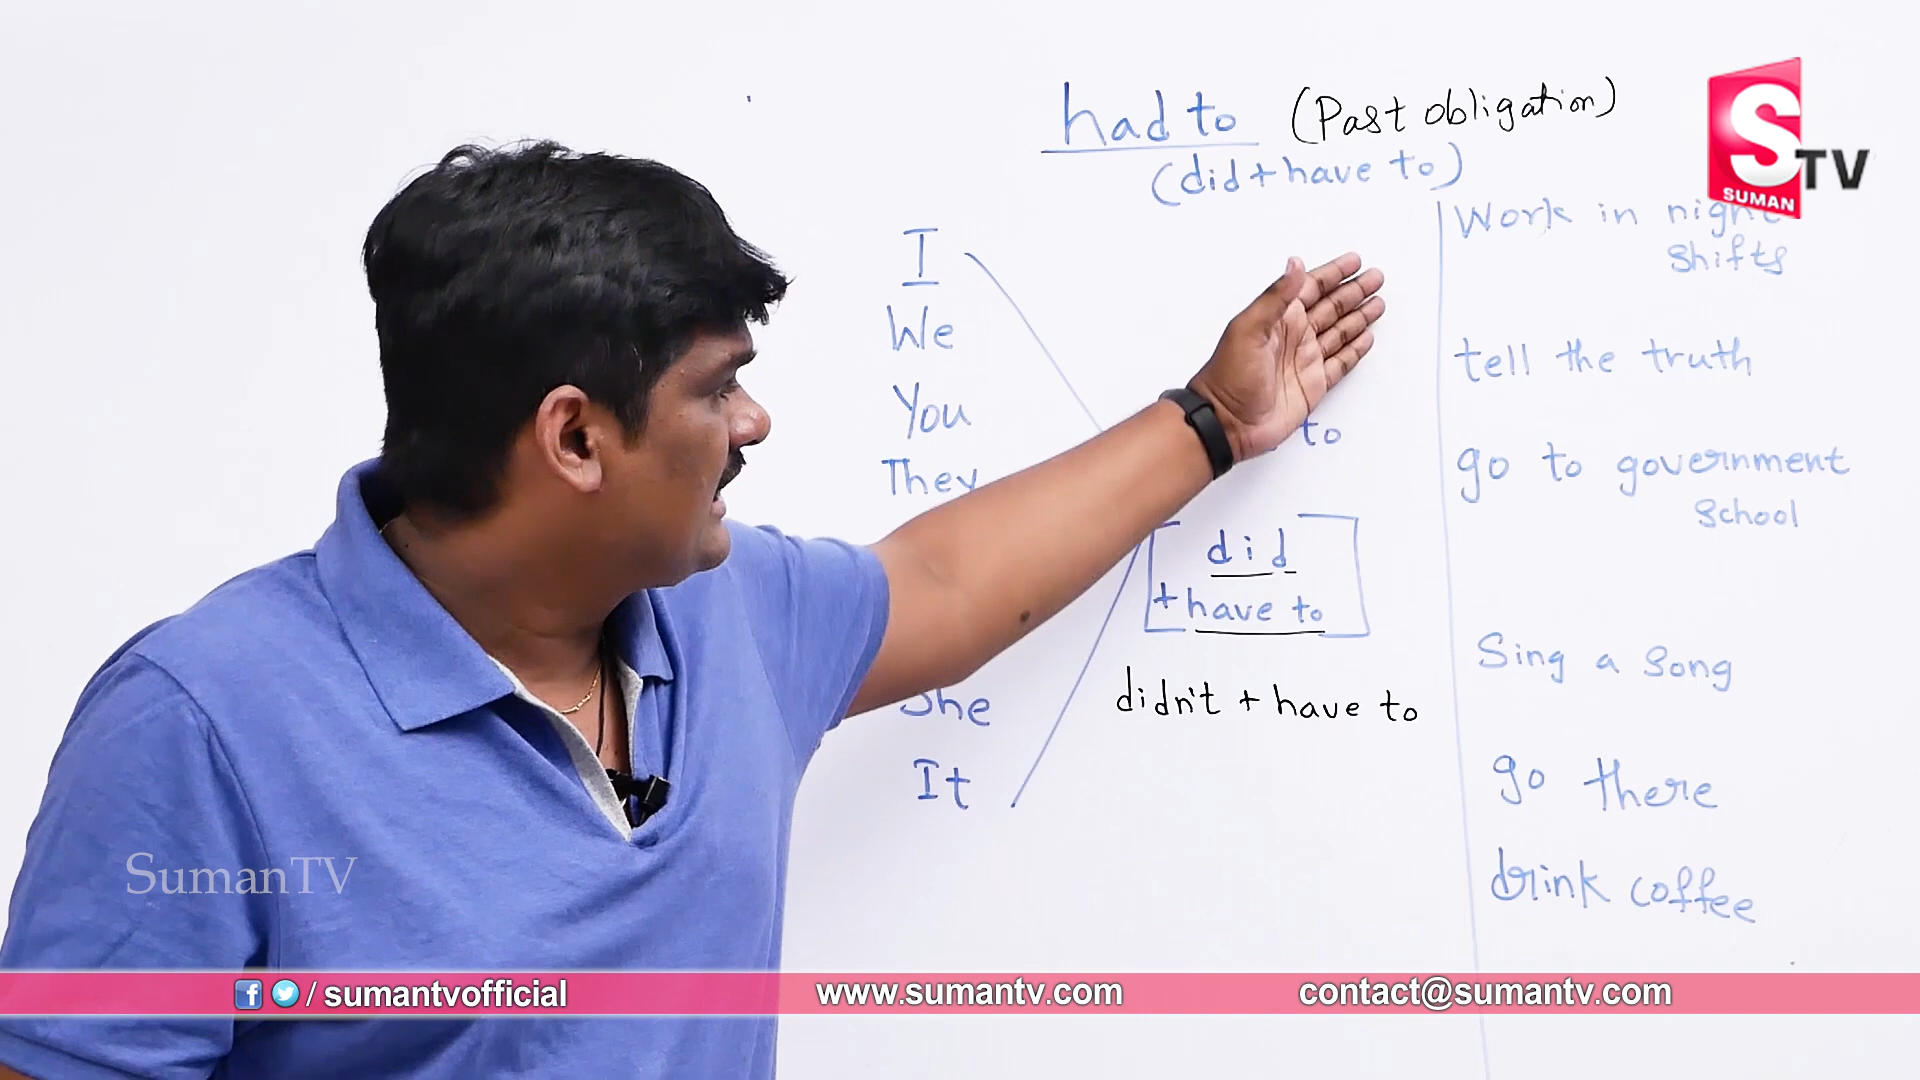 had to (Past obligation)
(did + have to)
S TV
SUMAN
I
We
You
They
She
It
to
did
+ have to
didn't + have to
Work in night
Shifts
tell the truth
go to government
School
Sing a Song
go there
drink coffee
SumanTV
/ sumantvofficial
www.sumantv.com
contact@sumantv.com